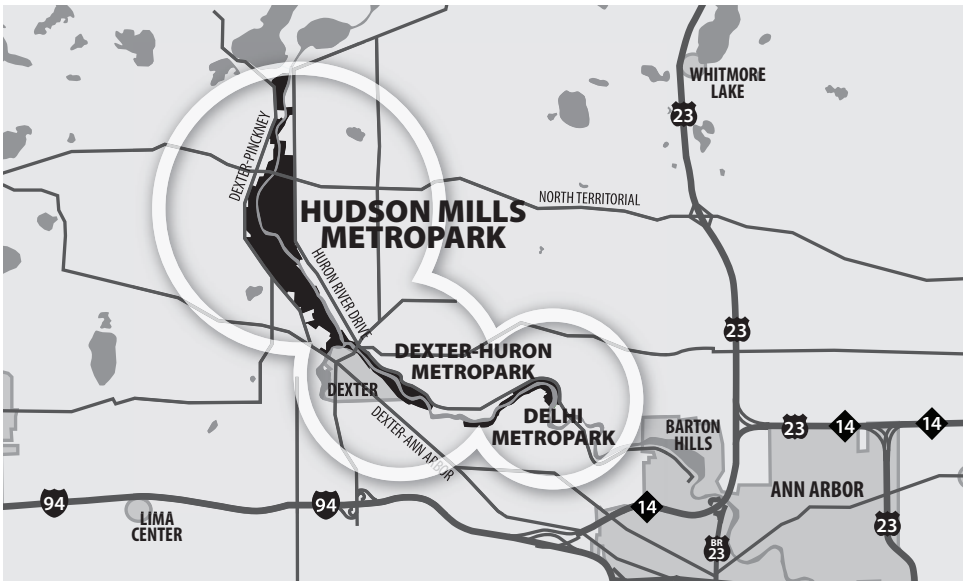 WHITMORE
LAKE
23
DEXTER-PINCKNEY
NORTH TERRITORIAL
HUDSON MILLS
METROPARK
HURON RIVER DRIVE
23
DEXTER-HURON
METROPARK
DEXTER
DELHI
METROPARK
DEXTER-ANN ARBOR
BARTON
HILLS
23
14
14
94
94
LIMA
CENTER
14
ANN ARBOR
23
BR
23